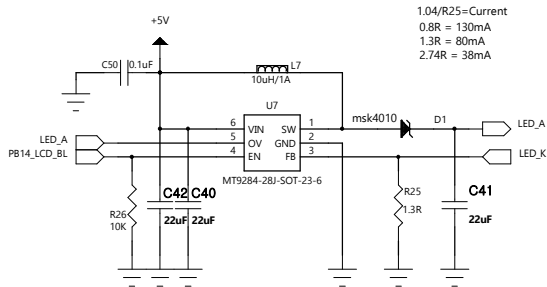 1.04/R25=Current
0.8R = 130mA
1.3R = 80mA
2.74R = 38mA
+5V
C50
0.1uF
L7
10uH/1A
U7
msk4010
D1
LED_A
6
VIN
SW
1
LED_A
5
OV
GND
2
PB14_LCD_BL
4
EN
FB
3
LED_K
MT9284-28J-SOT-23-6
R26
10K
C42
22uF
C40
22uF
R25
1.3R
C41
22uF